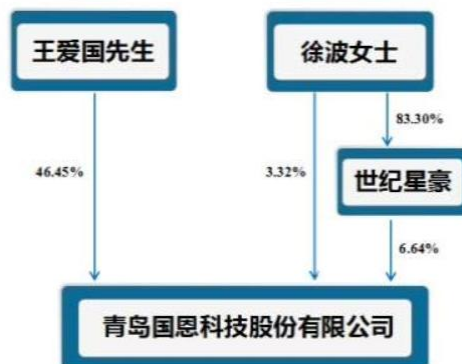 王爱国先生
徐波女士
83.30%
46.45%
3.32%
世纪星豪
6.64%
青岛国恩科技股份有限公司